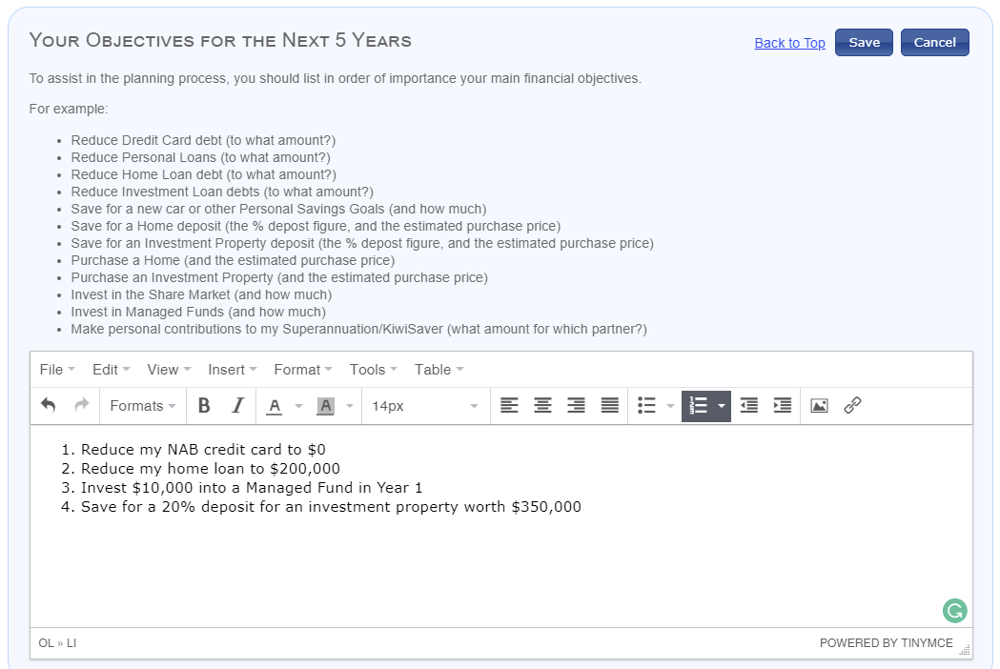 Your Objectives for the Next 5 Years
Back to Top Save Cancel
To assist in the planning process, you should list in order of importance your main financial objectives.
For example:
• Reduce Dredit Card debt (to what amount?)
• Reduce Personal Loans (to what amount?)
• Reduce Home Loan debt (to what amount?)
• Reduce Investment Loan debts (to what amount?)
• Save for a new car or other Personal Savings Goals (and how much)
• Save for a Home deposit (the % depost figure, and the estimated purchase price)
• Save for an Investment Property deposit (the % depost figure, and the estimated purchase price)
• Purchase a Home (and the estimated purchase price)
• Purchase an Investment Property (and the estimated purchase price)
• Invest in the Share Market (and how much)
• Invest in Managed Funds (and how much)
• Make personal contributions to my Superannuation/KiwiSaver (what amount for which partner?)
File Edit View Insert Format Tools Table
Formats B I A A 14px
1. Reduce my NAB credit card to $0
2. Reduce my home loan to $200,000
3. Invest $10,000 into a Managed Fund in Year 1
4. Save for a 20% deposit for an investment property worth $350,000
OL » LI POWERED BY TINYMCE